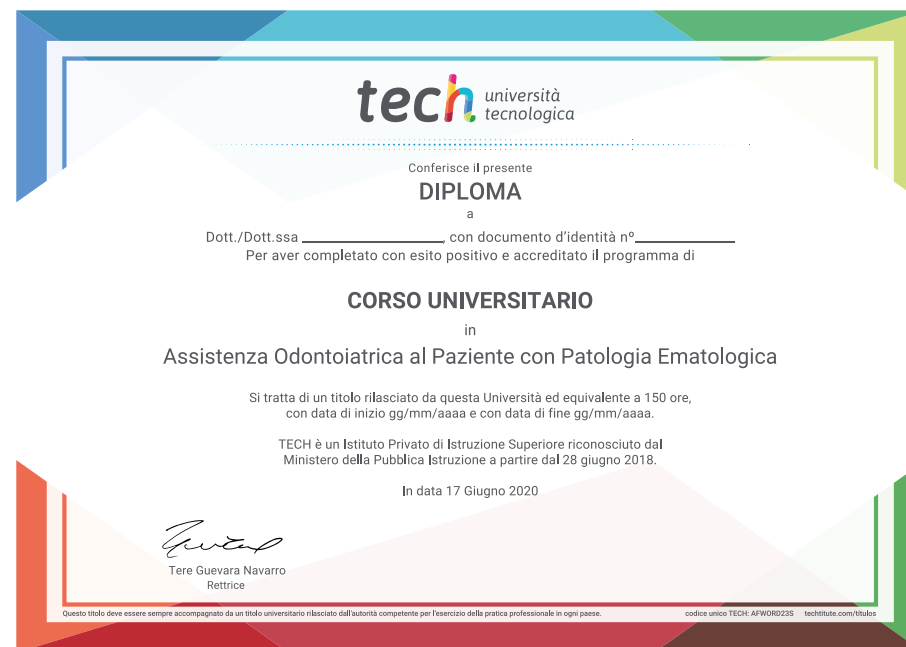 tech università
tecnologica
Conferisce il presente
DIPLOMA
a
Dott./Dott.ssa ____________, con documento d'identità nº____________
Per aver completato con esito positivo e accreditato il programma di
CORSO UNIVERSITARIO
in
Assistenza Odontoiatrica al Paziente con Patologia Ematologica
Si tratta di un titolo rilasciato da questa Università ed equivalente a 150 ore,
con data di inizio gg/mm/aaaa e con data di fine gg/mm/aaaa.
TECH è un Istituto Privato di Istruzione Superiore riconosciuto dal
Ministero della Pubblica Istruzione a partire dal 28 giugno 2018.
In data 17 Giugno 2020
Tere Guevara Navarro
Rettrice
Questo titolo deve essere sempre accompagnato da un titolo universitario rilasciato dall'autorità competente per l'esercizio della pratica professionale in ogni paese. codice unico TECH: AFWORD23S techtitute.com/titulos